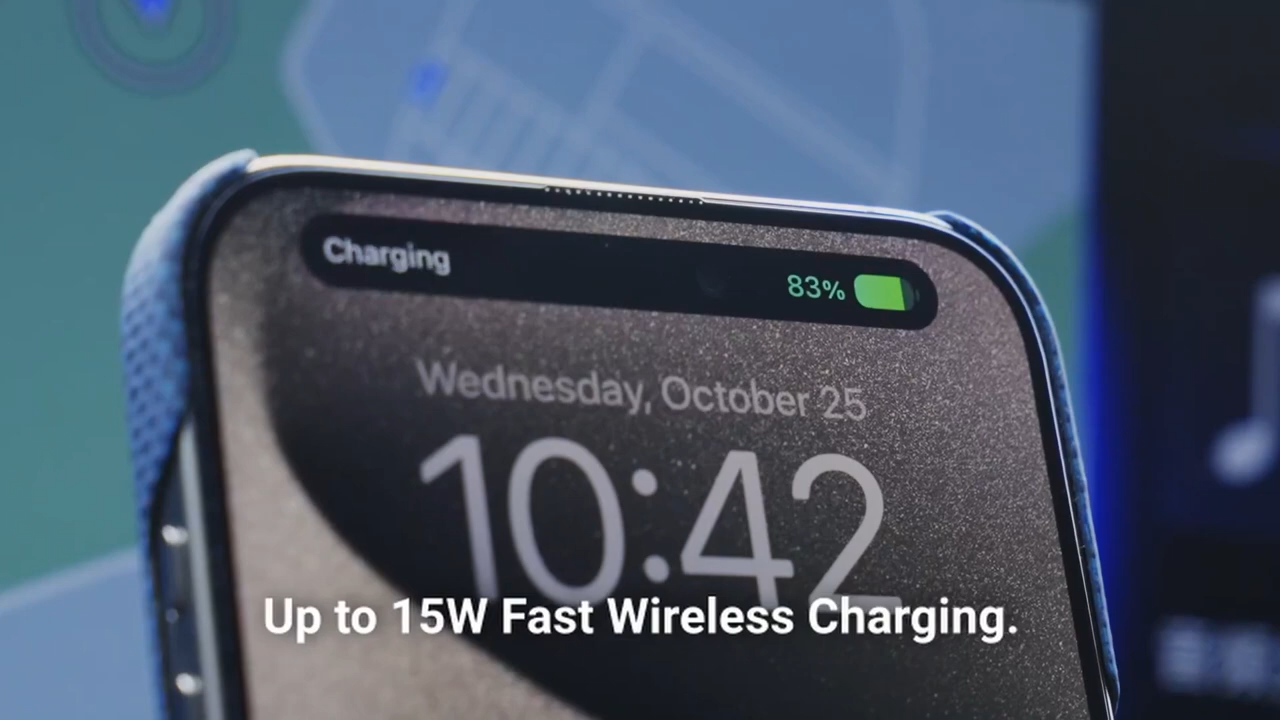 Charging
83%
Wednesday, October 25
10:42
Up to 15W Fast Wireless Charging.